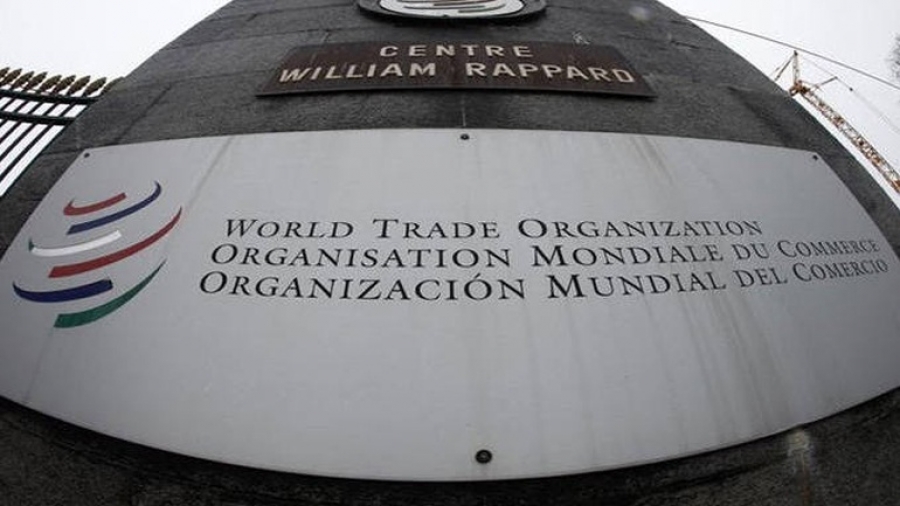 CENTRE
WILLIAM RAPPARD
WORLD TRADE ORGANIZATION
ORGANISATION MONDIALE DU COMMERCE
ORGANIZACIÓN MUNDIAL DEL COMERCIO